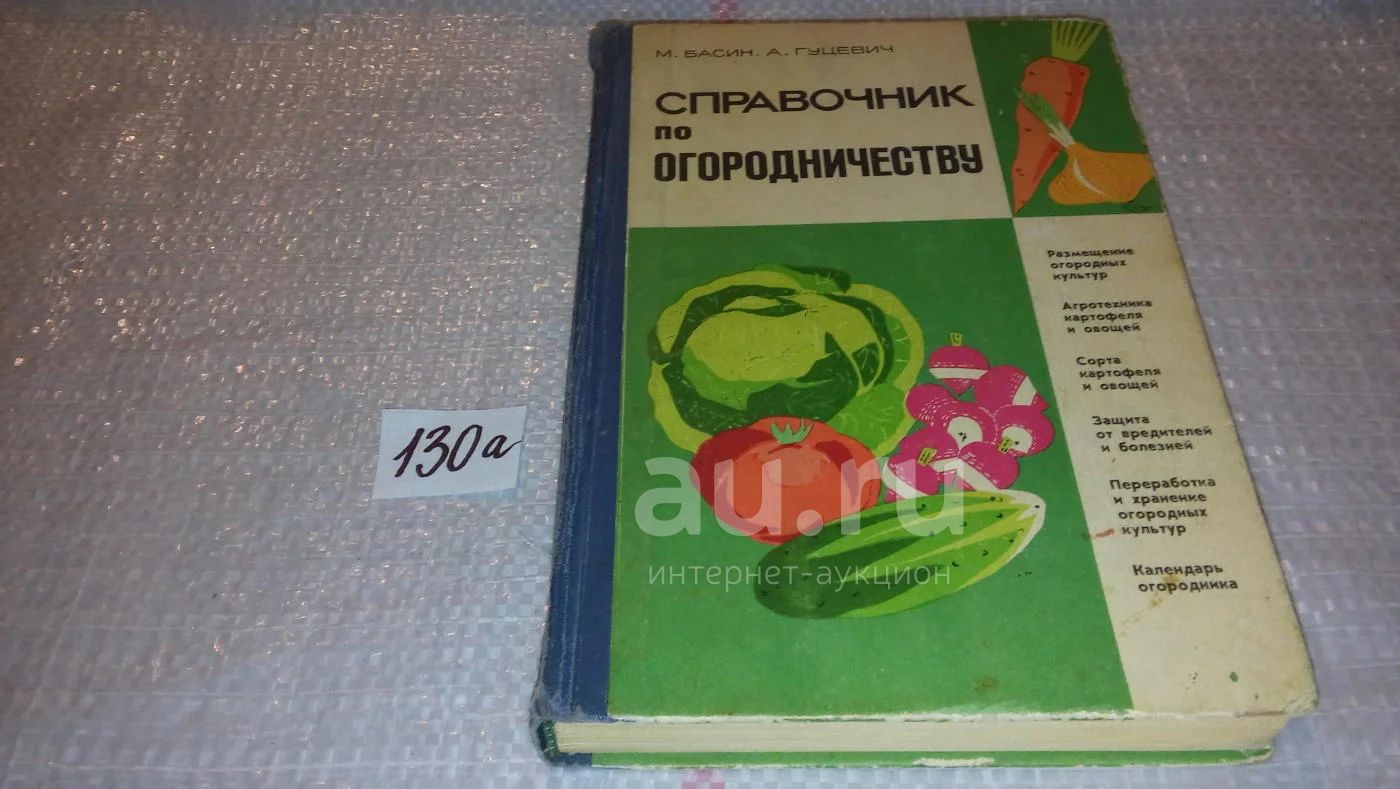 М. БАСИН. А. ГУЦЕВИЧ
СПРАВОЧНИК
по
ОГОРОДНИЧЕСТВУ
Размещение
огородных
культур
Агротехника
картофеля
и овощей
Сорта
картофеля
и овощей
Защита
от вредителей
и болезней
Переработка
и хранение
огородных
культур
Календарь
огородника
130а
au.ru
интернет-аукцион